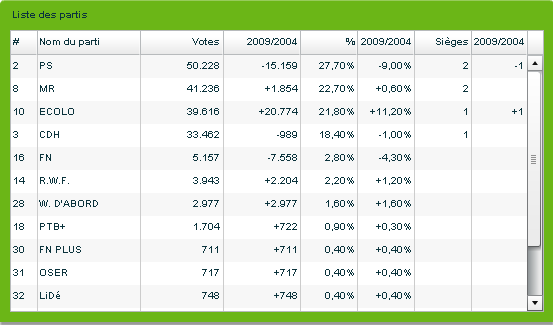 Liste des partis
# Nom du parti Votes 2009/2004 % 2009/2004 Sièges 2009/2004
2 PS 50.228 -15.159 27,70% -9,00% 2 -1
8 MR 41.236 +1.854 22,70% +0,60% 2
10 ECOLO 39.616 +20.774 21,80% +11,20% 1 +1
3 CDH 33.462 -989 18,40% -1,00% 1
16 FN 5.157 -7.558 2,80% -4,30%
14 R.W.F. 3.943 +2.204 2,20% +1,20%
28 W. D'ABORD 2.977 +2.977 1,60% +1,60%
18 PTB+ 1.704 +722 0,90% +0,30%
30 FN PLUS 711 +711 0,40% +0,40%
31 OSER 717 +717 0,40% +0,40%
32 LiDé 748 +748 0,40% +0,40%